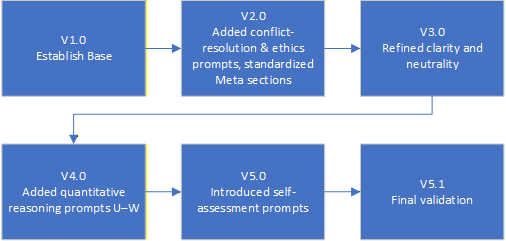 V1.0
Establish Base
V2.0
Added conflict-
resolution & ethics
prompts, standardized
Meta sections
V3.0
Refined clarity and
neutrality
V4.0
Added quantitative
reasoning prompts U–W
V5.0
Introduced self-
assessment prompts
V5.1
Final validation